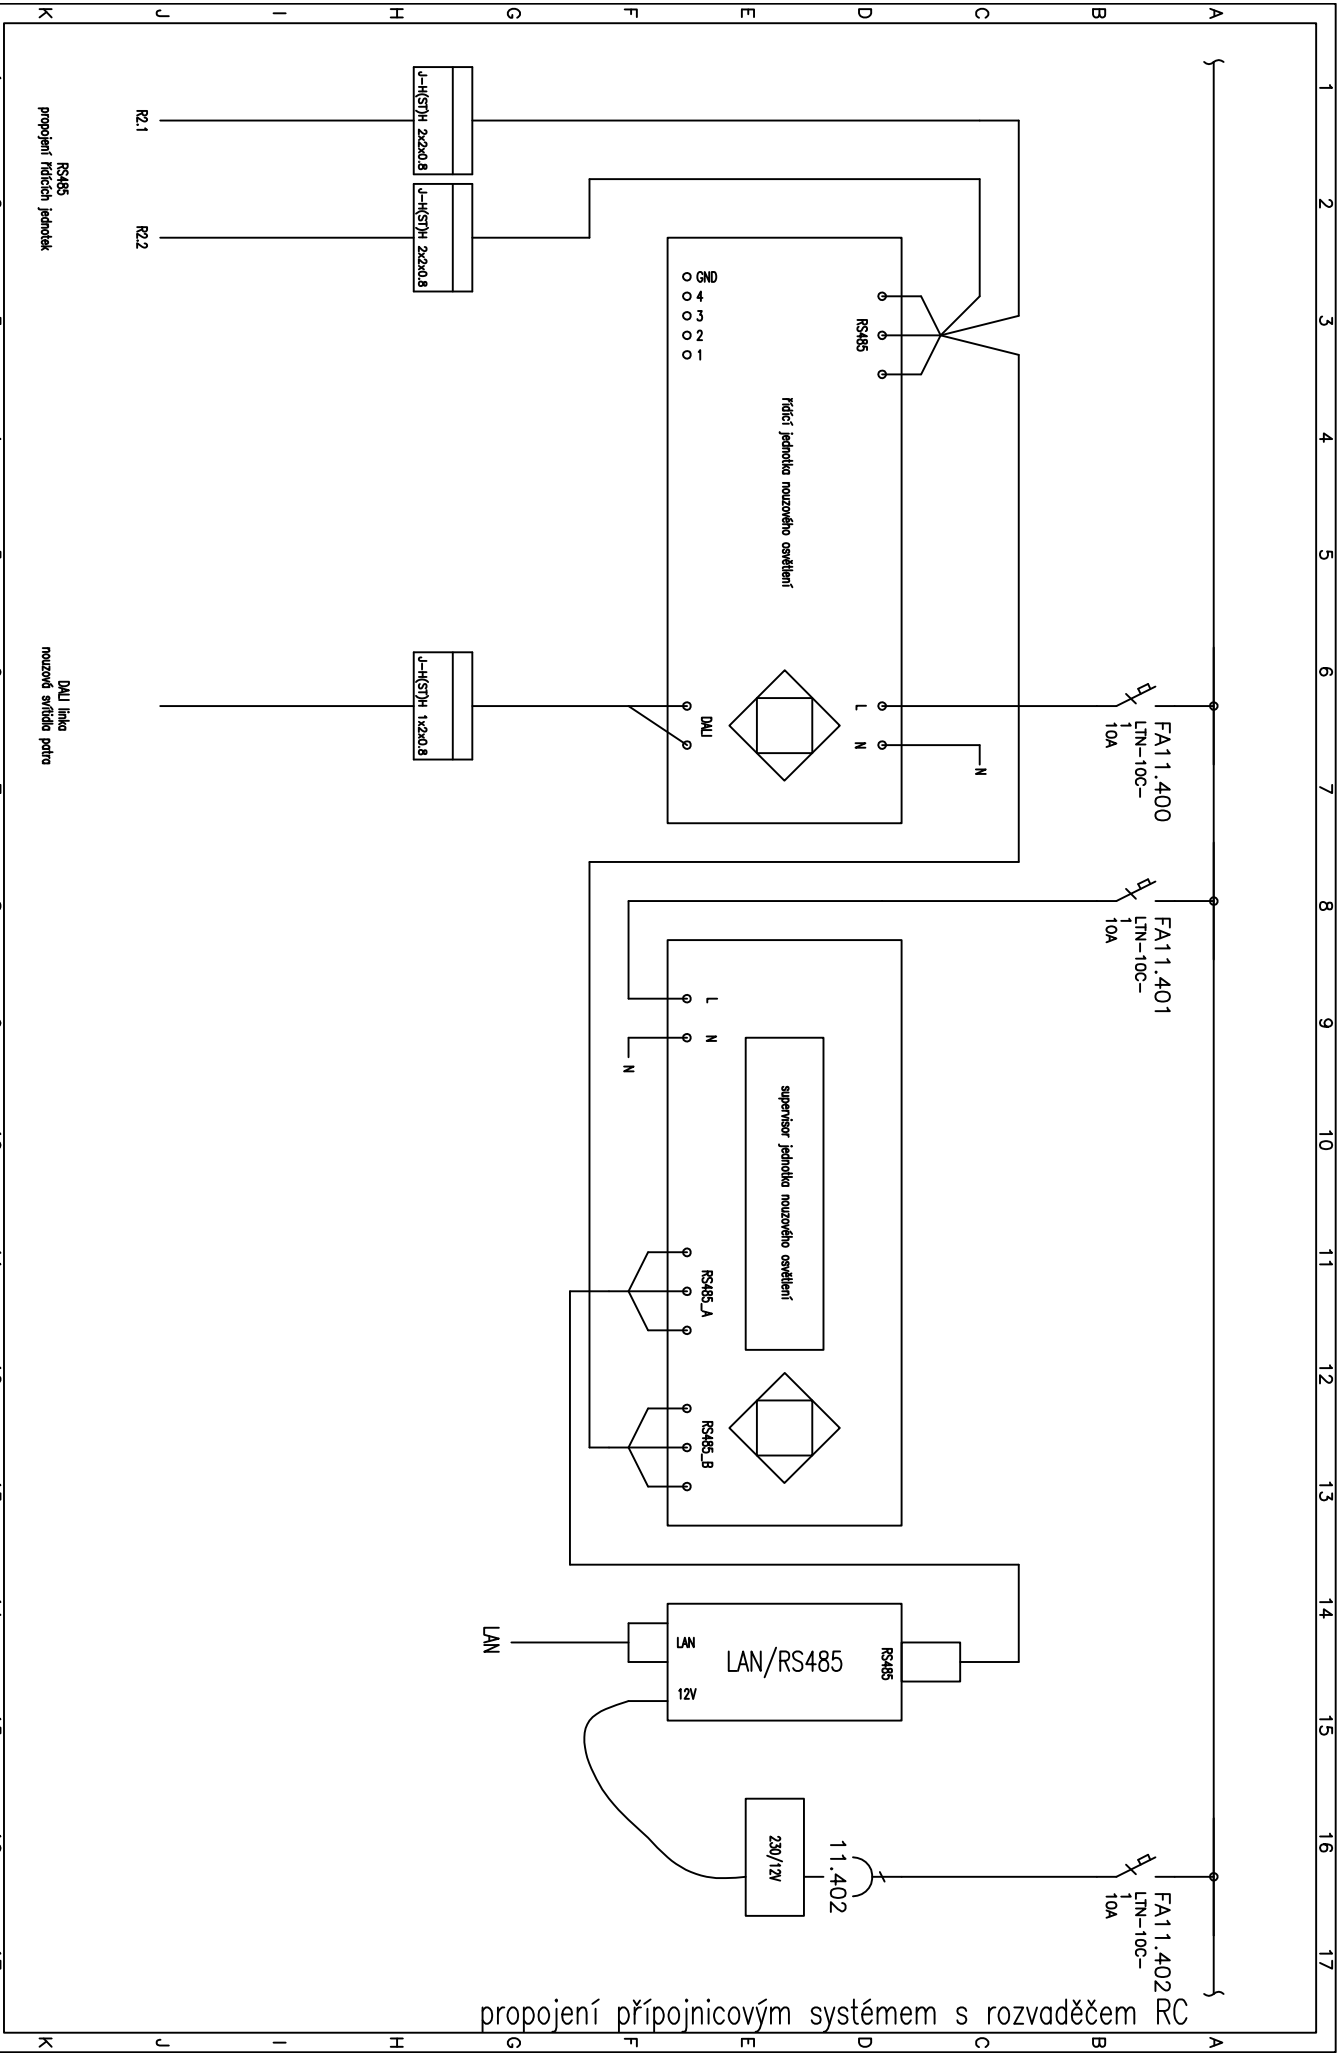 1
2
3
4
5
6
7
8
9
10
11
12
13
14
15
16
17
A
B
C
D
E
F
G
H
I
J
K
A
B
C
D
E
F
G
H
I
J
K
FA11.400
LTN-10C-
1
10A
FA11.401
LTN-10C-
1
10A
FA11.402
LTN-10C-
1
10A
propojení přípojnicovým systémem s rozvaděčem RC
N
RS485
L
N
řídící jednotka nouzového osvětlení
GND
4
3
2
1
DALI
supervisor jednotka nouzového osvětlení
L
N
N
RS485_A
RS485_B
RS485
LAN/RS485
LAN
12V
LAN
11.402
230/12V
J-H(ST)H 2x2x0.8
J-H(ST)H 2x2x0.8
J-H(ST)H 1x2x0.8
R2.1
R2.2
RS485
propojení řídících jednotek
DALI linka
nouzová svítidla patra